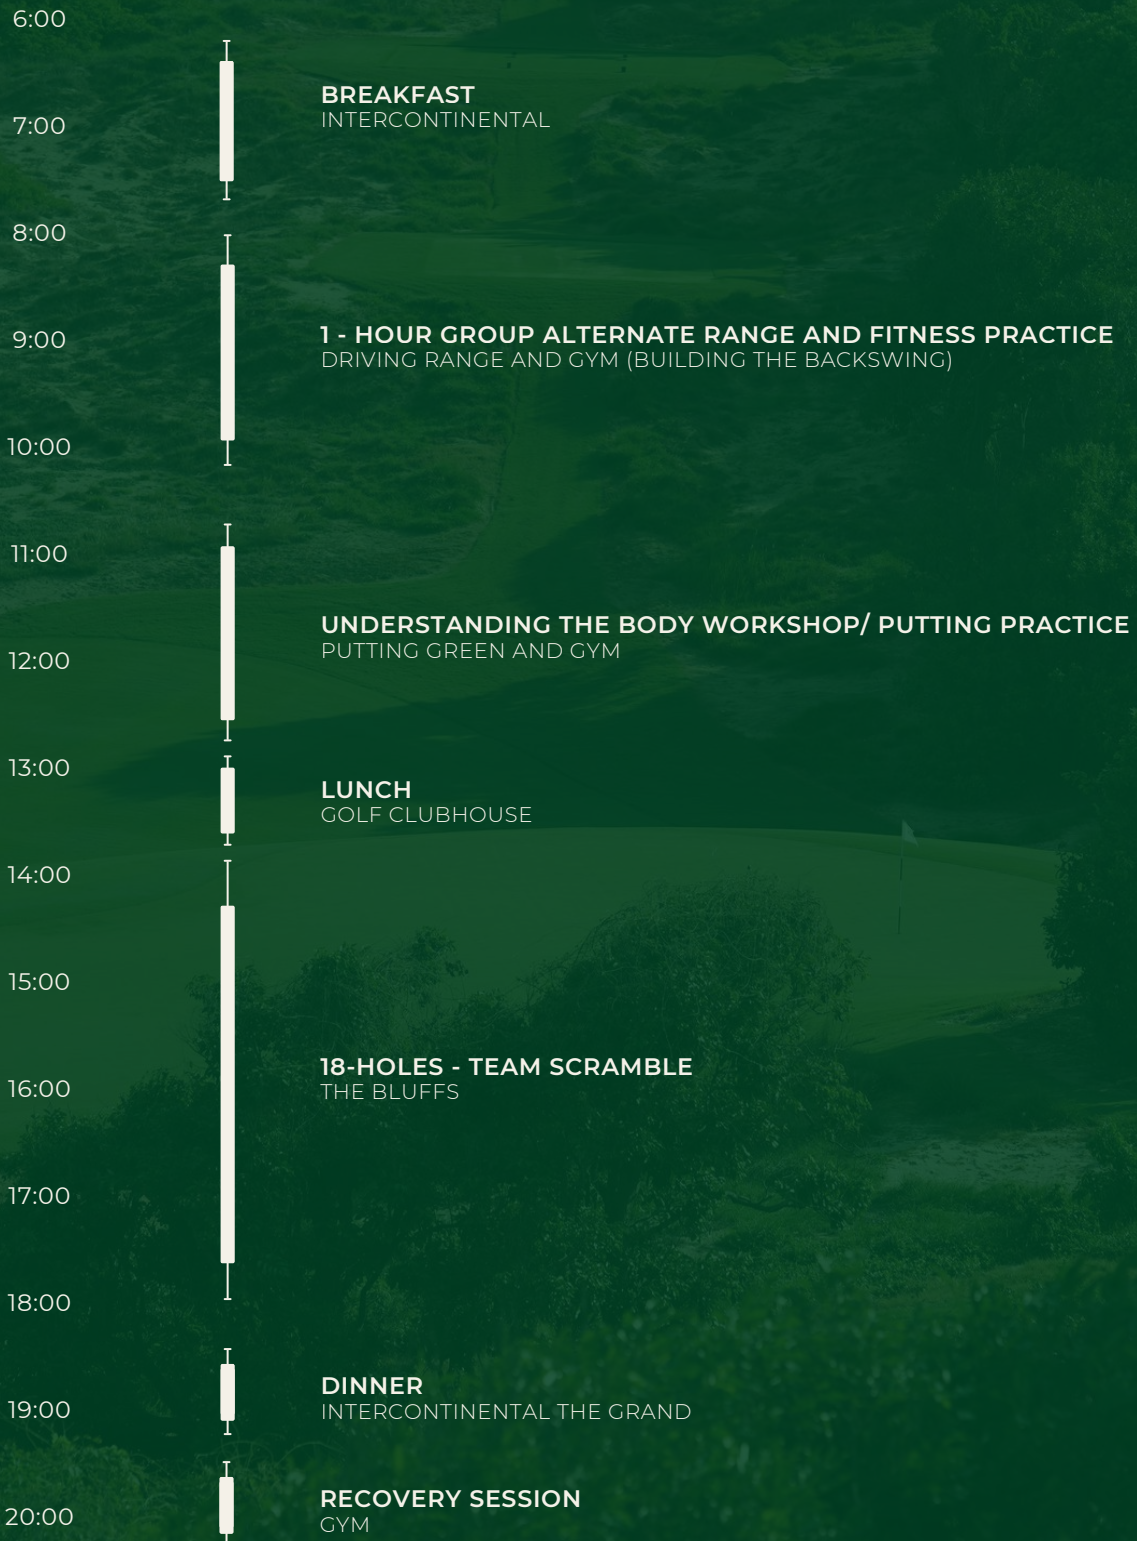 6:00
BREAKFAST
INTERCONTINENTAL
7:00
8:00
9:00
1 - HOUR GROUP ALTERNATE RANGE AND FITNESS PRACTICE
DRIVING RANGE AND GYM (BUILDING THE BACKSWING)
10:00
11:00
UNDERSTANDING THE BODY WORKSHOP/ PUTTING PRACTICE
PUTTING GREEN AND GYM
12:00
13:00
LUNCH
GOLF CLUBHOUSE
14:00
15:00
18-HOLES - TEAM SCRAMBLE
THE BLUFFS
16:00
17:00
18:00
DINNER
INTERCONTINENTAL THE GRAND
19:00
RECOVERY SESSION
GYM
20:00